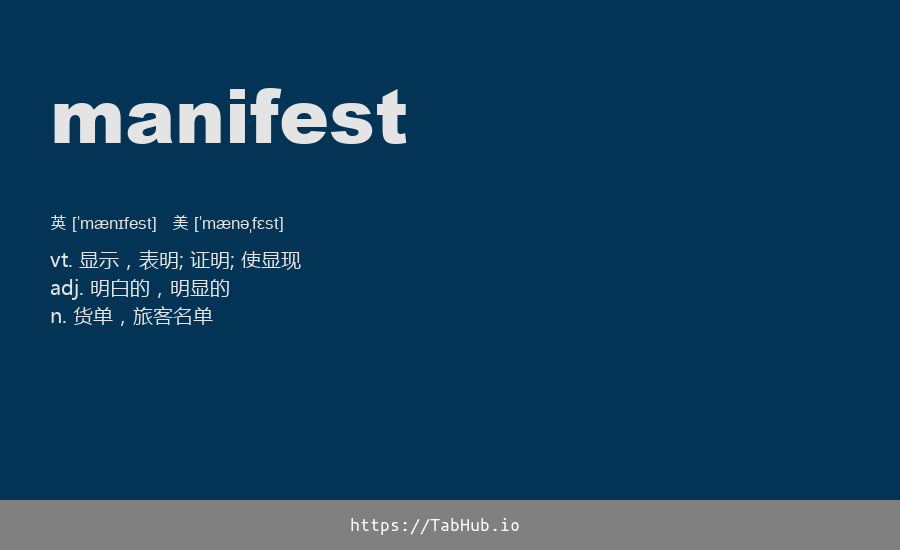 manifest
英 [ˈmænɪfest] 美 [ˈmænəˌfɛst]
vt. 显示，表明; 证明; 使显现
adj. 明白的，明显的
n. 货单，旅客名单
https://TabHub.io